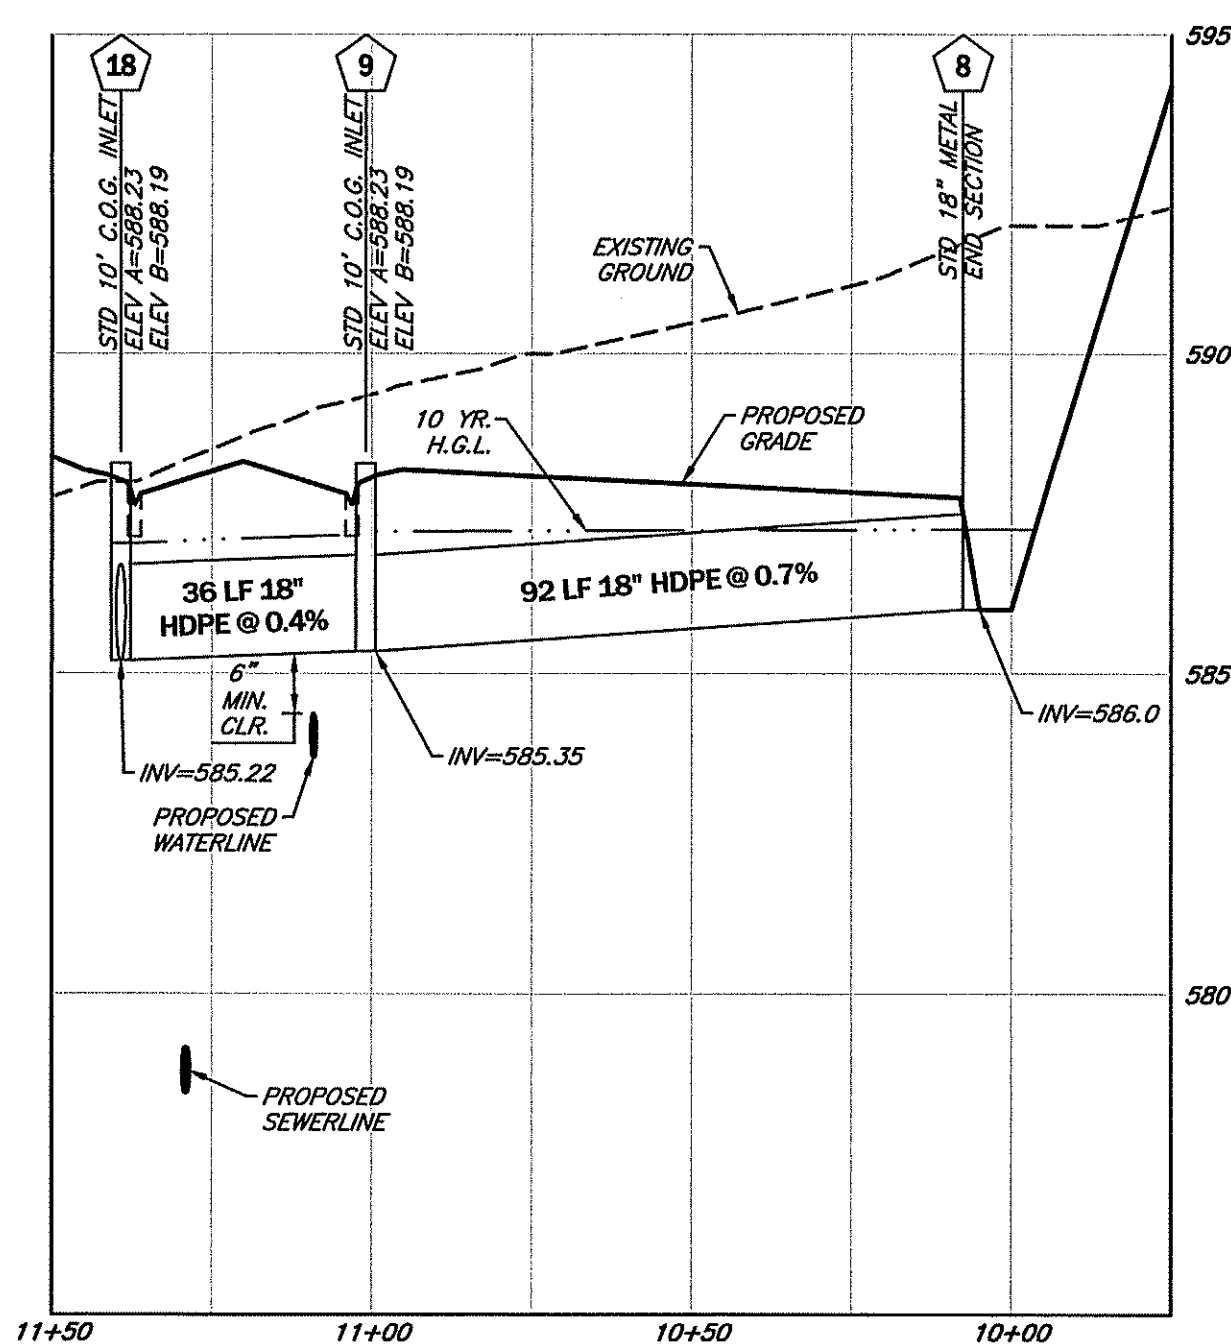 595
18
9
8
STD 10' C.O.G. INLET
ELEV A=588.23
ELEV B=588.19
STD 10' C.O.G. INLET
ELEV A=588.23
ELEV B=588.19
STD 18" METAL
END SECTION
EXISTING
GROUND
590
10 YR.
H.G.L.
PROPOSED
GRADE
36 LF 18"
HDPE @ 0.4%
92 LF 18" HDPE @ 0.7%
585
6"
MIN.
CLR.
INV=586.0
INV=585.35
INV=585.22
PROPOSED
WATERLINE
580
PROPOSED
SEWERLINE
11+50
11+00
10+50
10+00